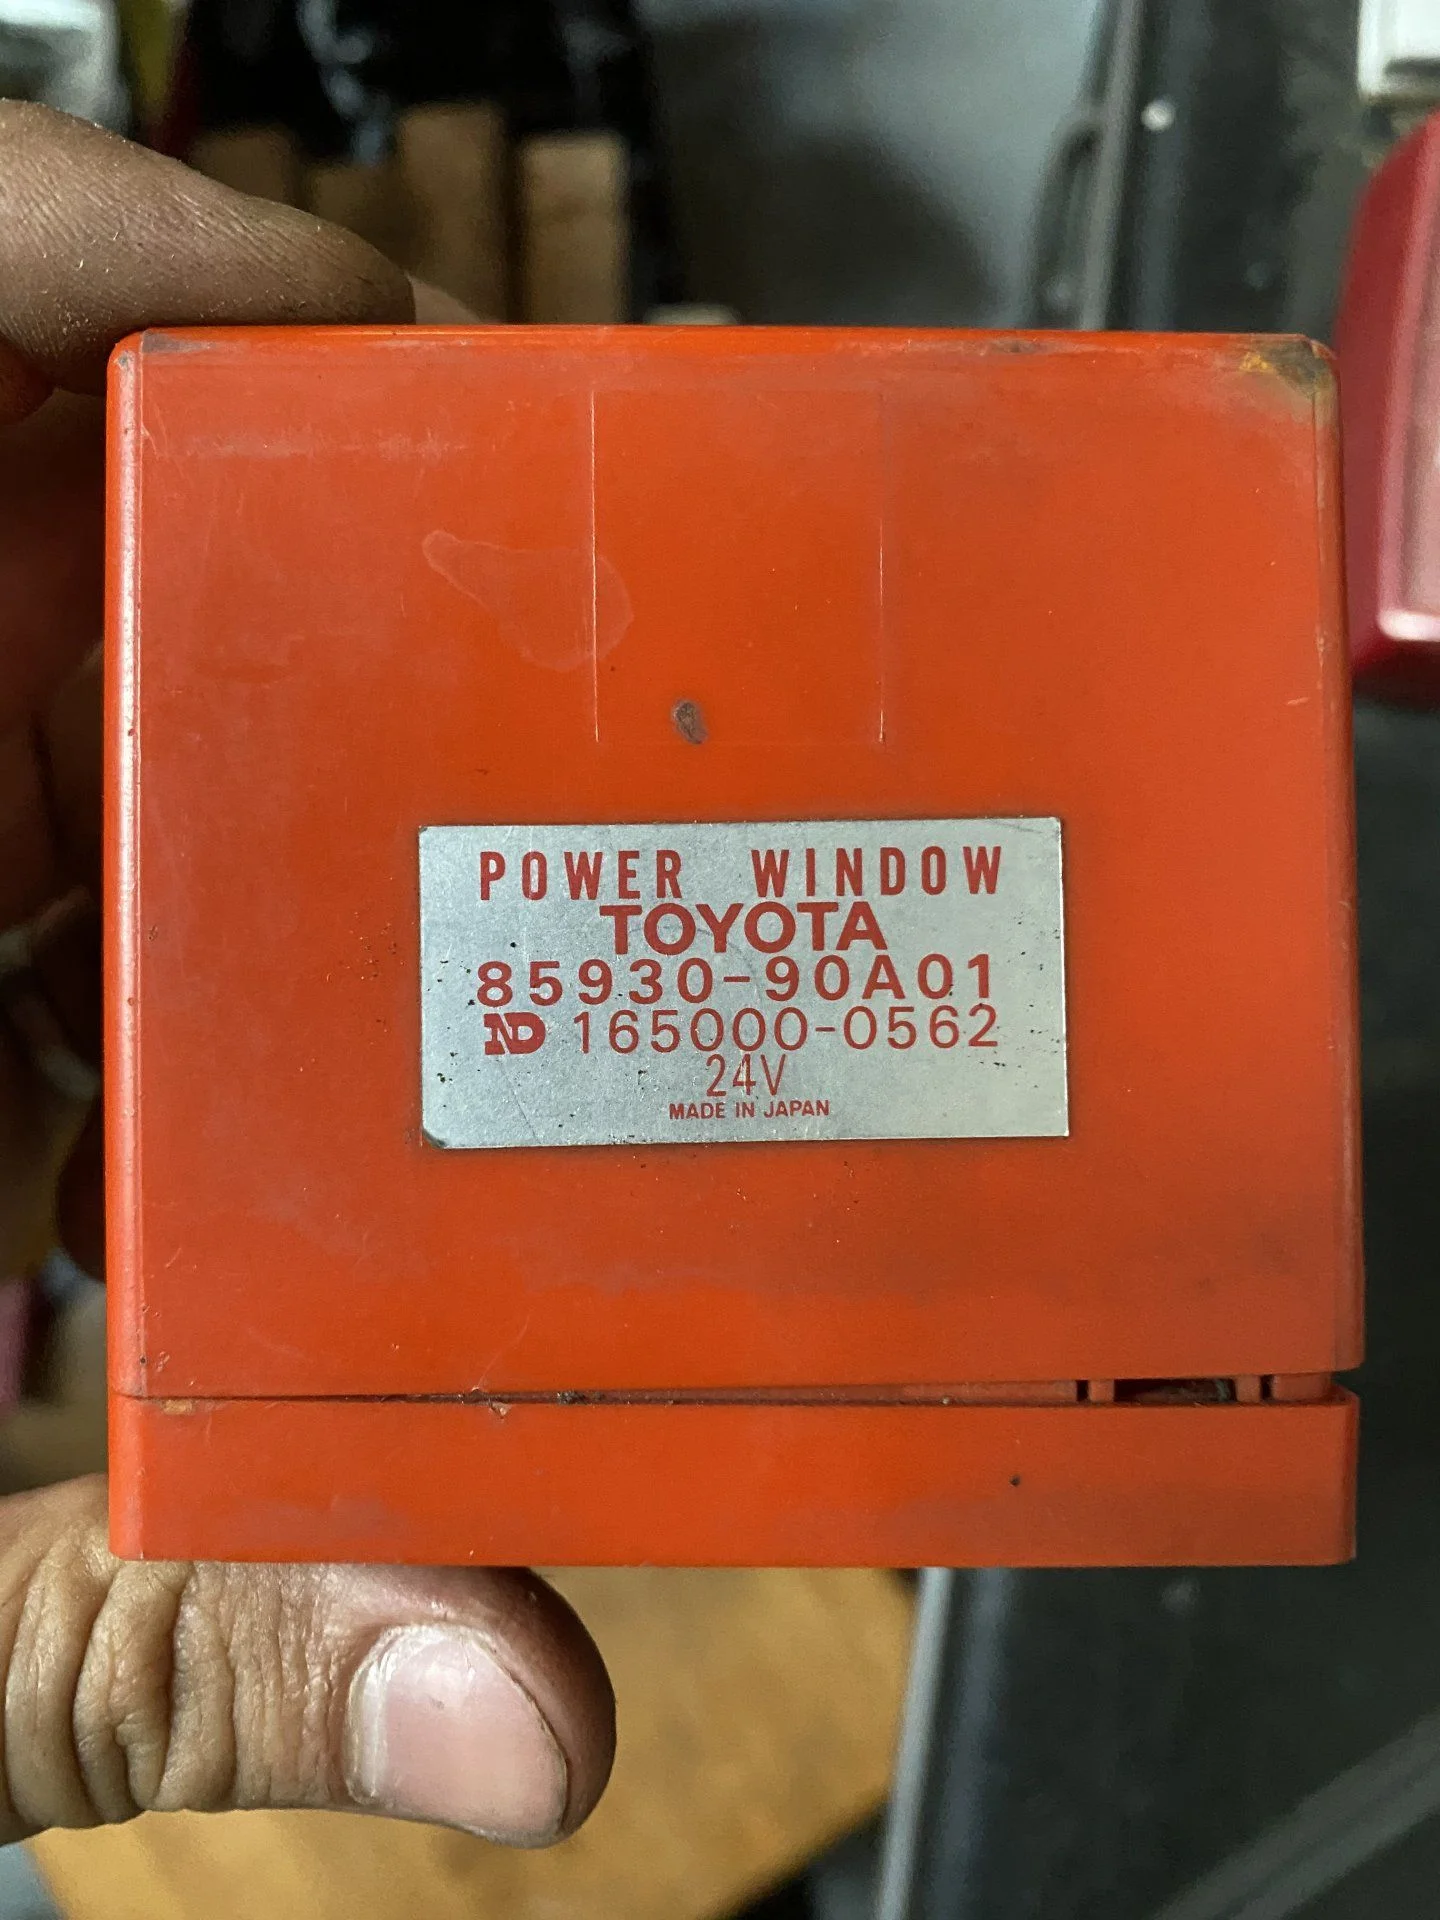 POWER WINDOW
TOYOTA
85930-90A01
ND 165000-0562
24V
MADE IN JAPAN